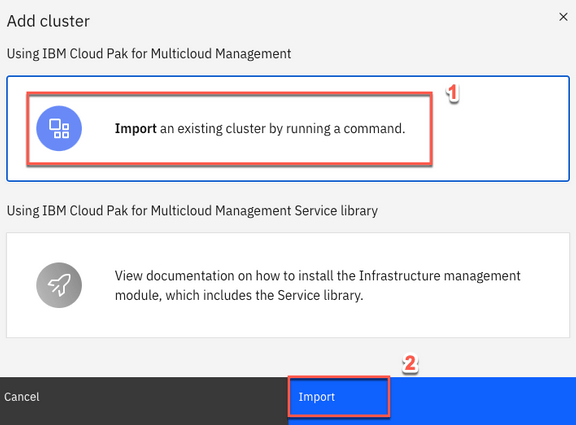 Add cluster
Using IBM Cloud Pak for Multicloud Management
1
Import an existing cluster by running a command.
Using IBM Cloud Pak for Multicloud Management Service library
View documentation on how to install the Infrastructure management
module, which includes the Service library.
2
Cancel
Import